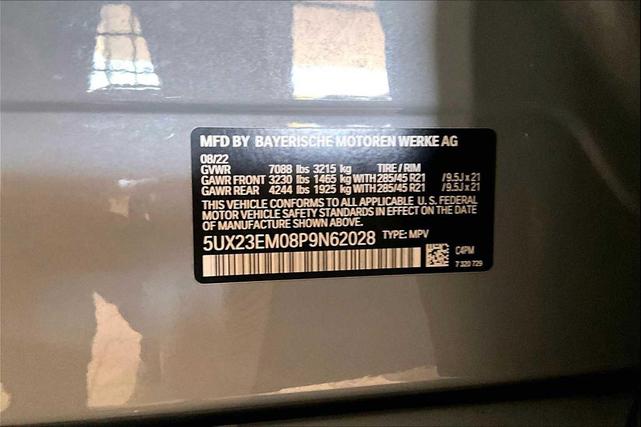 MFD BY BAYERISCHE MOTOREN WERKE AG
08/22
GVWR 7088 lbs 3215 kg TIRE / RIM
GAWR FRONT 3230 lbs 1465 kg WITH 285/45 R21 /9.5J x 21
GAWR REAR 4244 lbs 1925 kg WITH 285/45 R21 /9.5J x 21
THIS VEHICLE CONFORMS TO ALL APPLICABLE U. S. FEDERAL
MOTOR VEHICLE SAFETY STANDARDS IN EFFECT ON THE DATE
OF MANUFACTURE SHOWN ABOVE.
5UX23EM08P9N62028 TYPE: MPV
C4PM
7 320 729